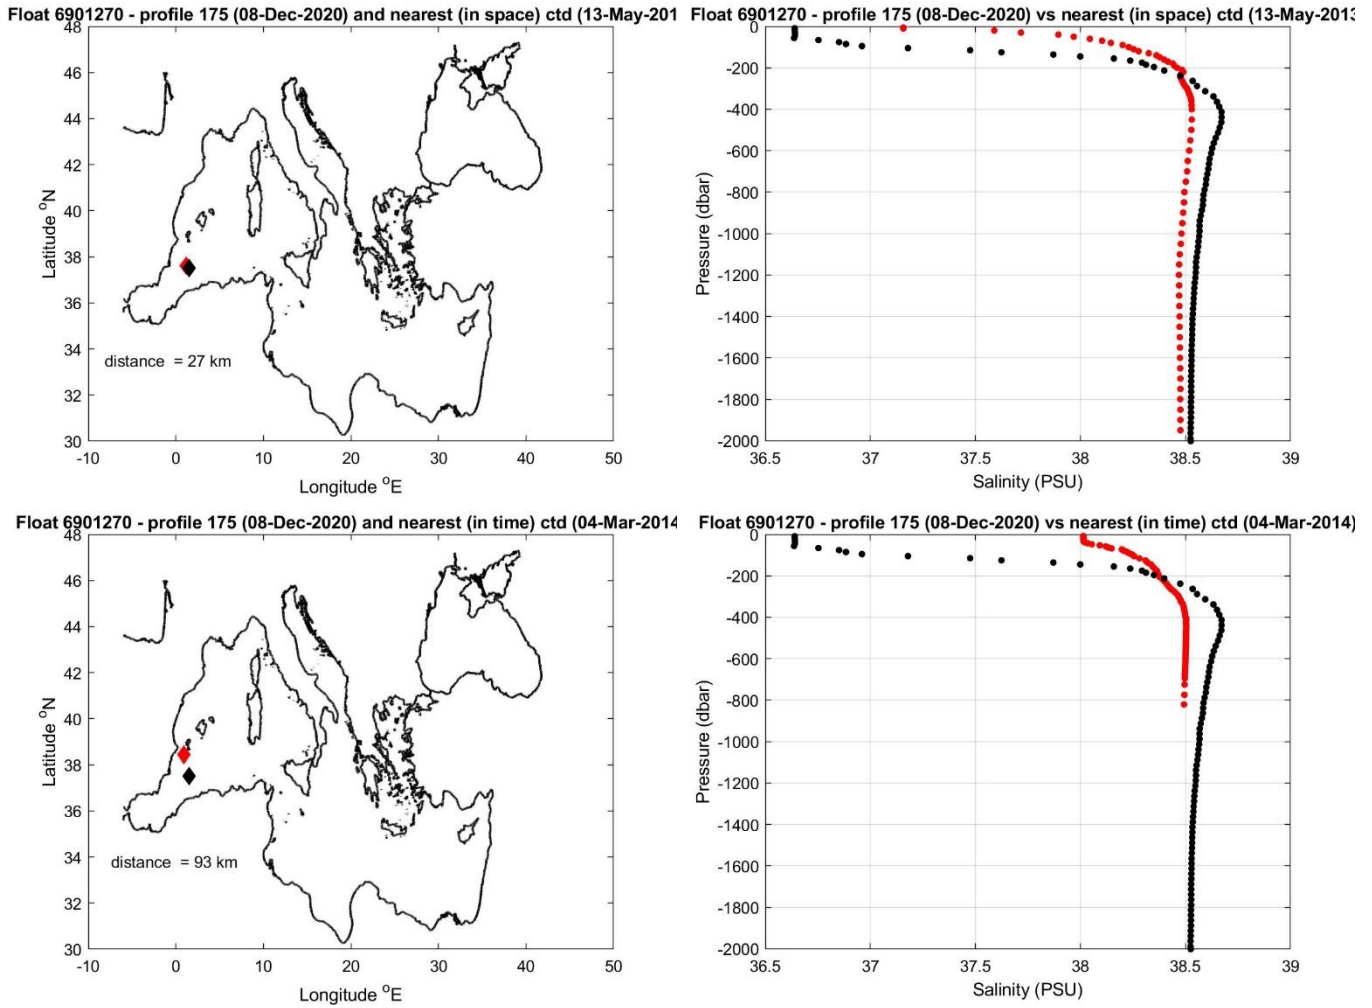 Float 6901270 - profile 175 (08-Dec-2020) and nearest (in space) ctd (13-May-201
48
46
44
42
40
38
36
34
32
30
Latitude °N
distance = 27 km
-10 0 10 20 30 40 50
Longitude °E
Float 6901270 - profile 175 (08-Dec-2020) vs nearest (in space) ctd (13-May-2013
0
-200
-400
-600
-800
-1000
-1200
-1400
-1600
-1800
-2000
Pressure (dbar)
36.5 37 37.5 38 38.5 39
Salinity (PSU)
Float 6901270 - profile 175 (08-Dec-2020) and nearest (in time) ctd (04-Mar-2014
48
46
44
42
40
38
36
34
32
30
Latitude °N
distance = 93 km
-10 0 10 20 30 40 50
Longitude °E
Float 6901270 - profile 175 (08-Dec-2020) vs nearest (in time) ctd (04-Mar-2014)
0
-200
-400
-600
-800
-1000
-1200
-1400
-1600
-1800
-2000
Pressure (dbar)
36.5 37 37.5 38 38.5 39
Salinity (PSU)